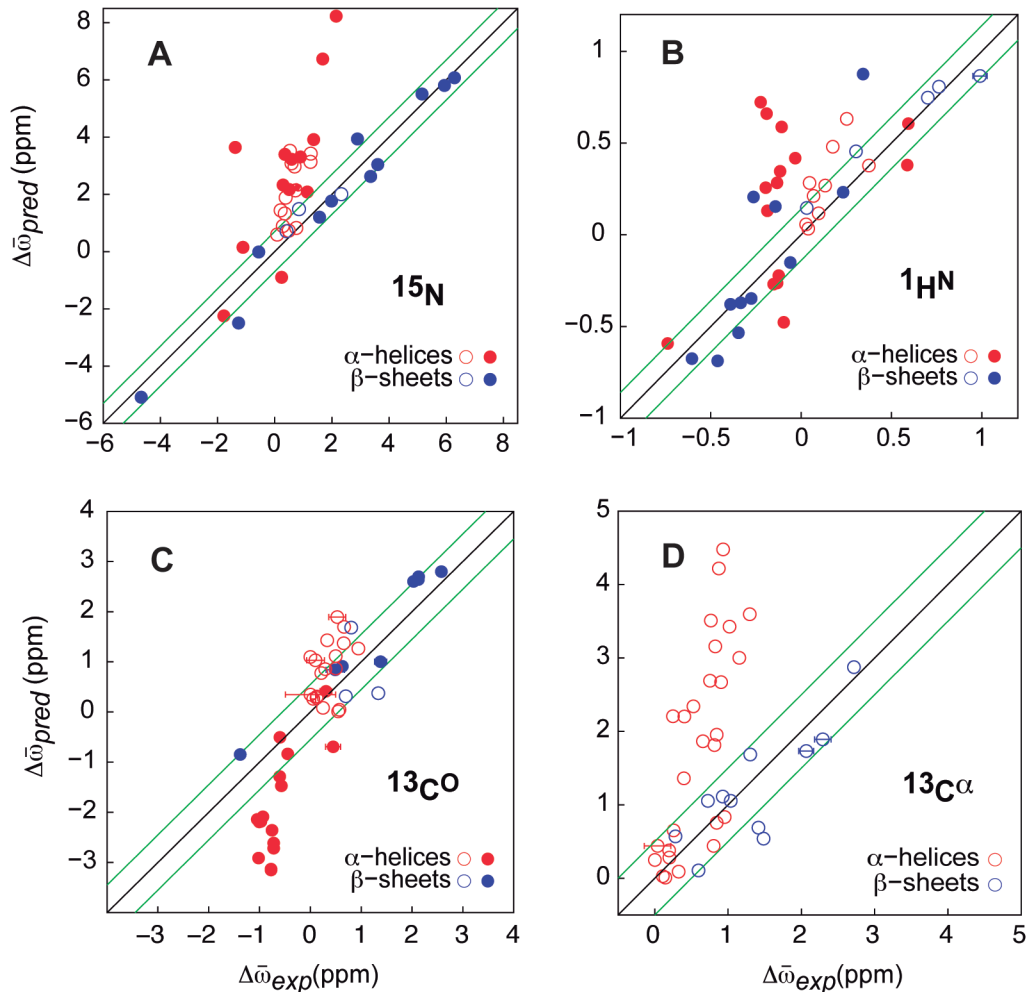 A
Δω̄pred (ppm)
8
6
4
2
0
−2
−4
−6
15N
α−helices
β−sheets
−6 −4 −2 0 2 4 6 8
B
1
0.5
0
−0.5
−1
1HN
α−helices
β−sheets
−1 −0.5 0 0.5 1
C
Δω̄pred (ppm)
4
3
2
1
0
−1
−2
−3
13CO
α−helices
β−sheets
−3 −2 −1 0 1 2 3 4
Δω̄exp(ppm)
D
5
4
3
2
1
0
13Cα
α−helices
β−sheets
0 1 2 3 4 5
Δω̄exp(ppm)